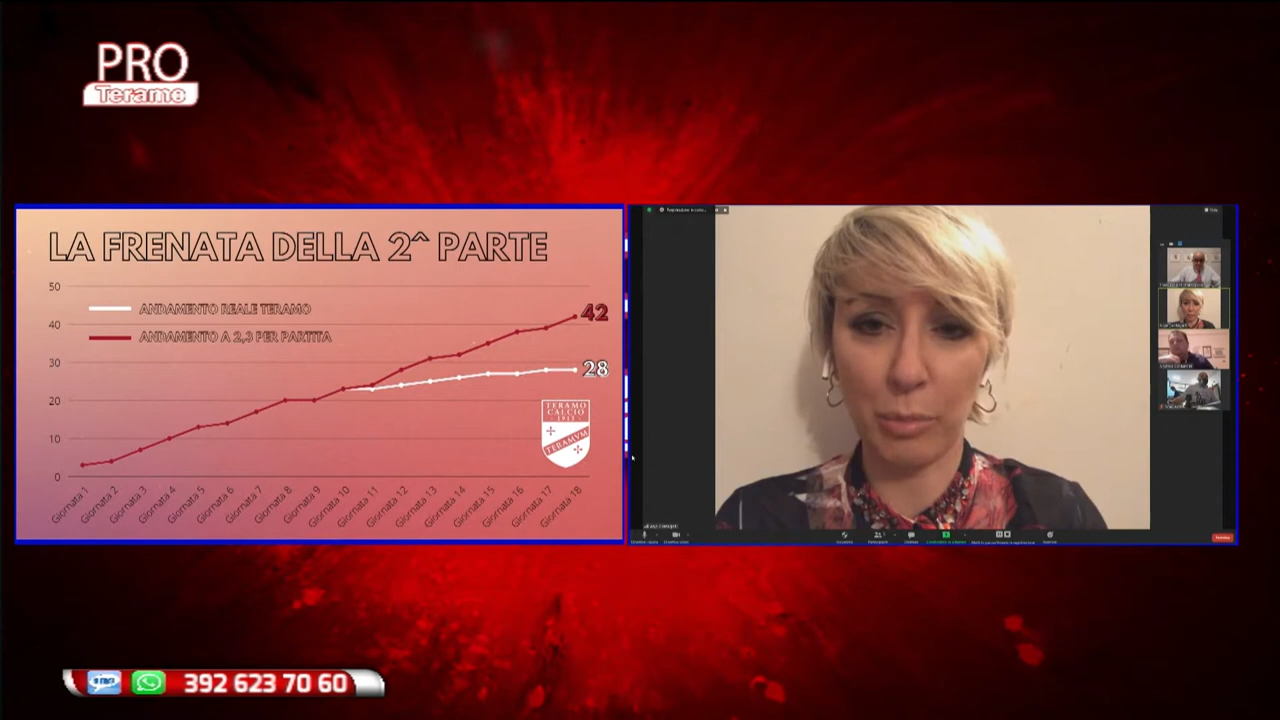 PRO
Teramo
LA FRENATA DELLA 2^ PARTE
50
ANDAMENTO REALE TERAMO
42
40
ANDAMENTO A 2,3 PER PARTITA
30
28
20
TERAMO
CALCIO
· 1913 ·
TERAMVM
10
0
Giornata 1
Giornata 2
Giornata 3
Giornata 4
Giornata 5
Giornata 6
Giornata 7
Giornata 8
Giornata 9
Giornata 10
Giornata 11
Giornata 12
Giornata 13
Giornata 14
Giornata 15
Giornata 16
Giornata 17
Giornata 18
392 623 70 60